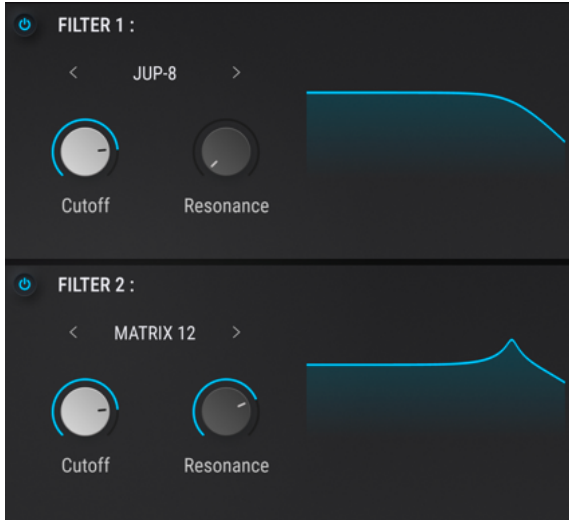 FILTER 1 :
< JUP-8 >
Cutoff Resonance
FILTER 2 :
< MATRIX 12 >
Cutoff Resonance